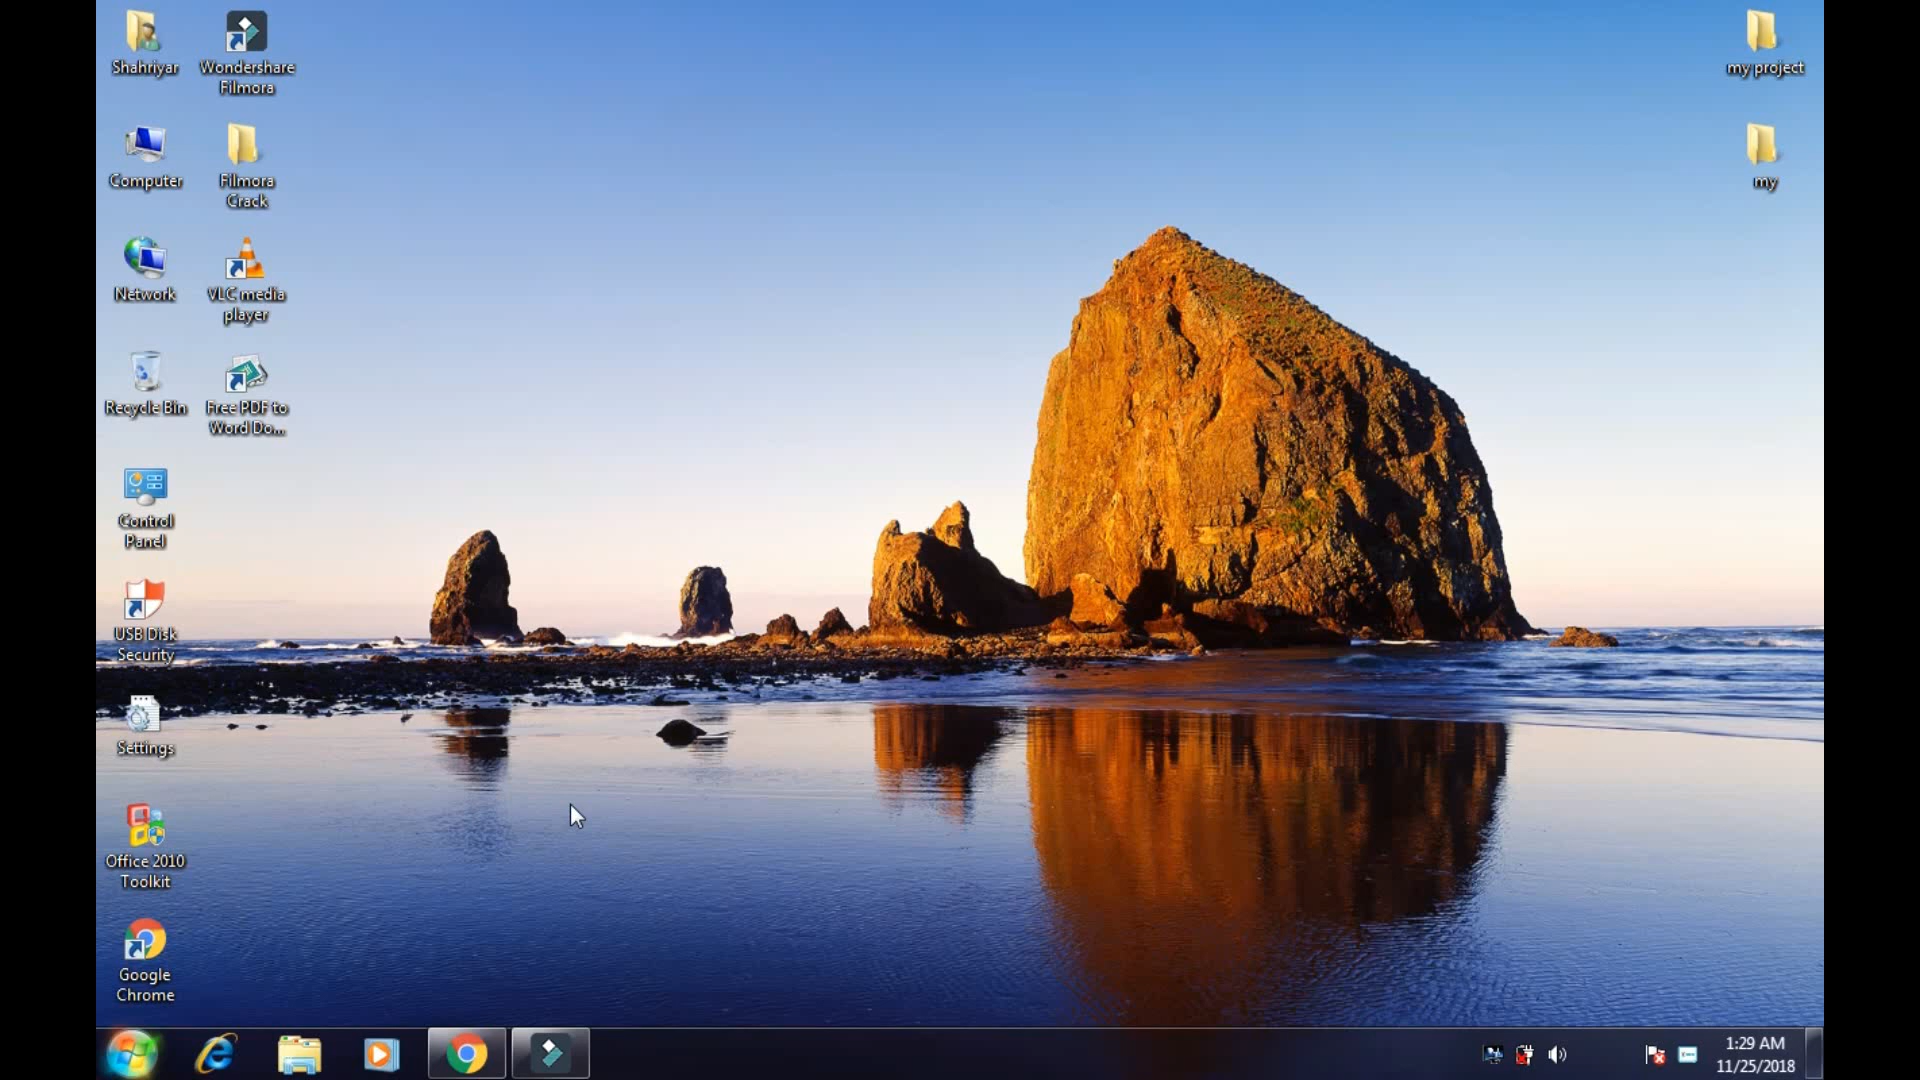 Shahriyar
Wondershare
Filmora
my project
Computer
Filmora
Crack
my
Network
VLC media
player
Recycle Bin
Free PDF to
Word Do...
Control
Panel
USB Disk
Security
Settings
Office 2010
Toolkit
Google
Chrome
1:29 AM
11/25/2018